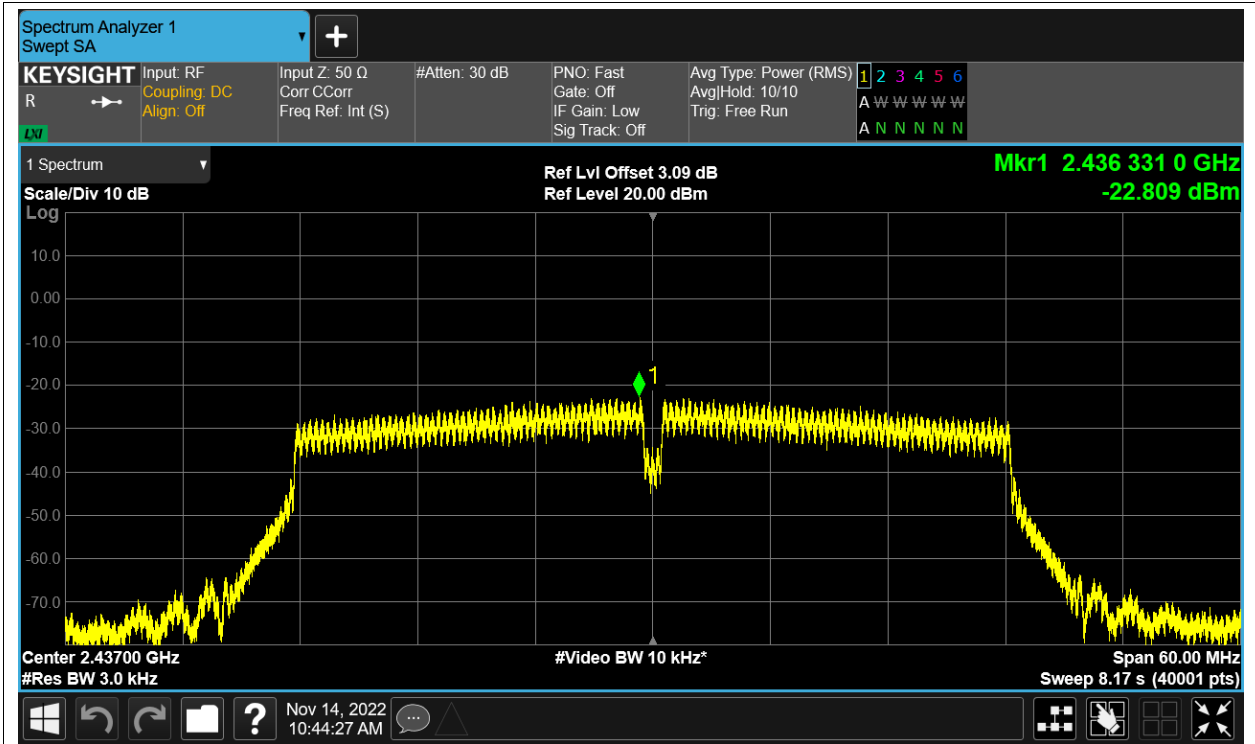 Spectrum Analyzer 1
Swept SA
+
KEYSIGHT
R
LXI
Input: RF
Coupling: DC
Align: Off
Input Z: 50 Ω
Corr CCorr
Freq Ref: Int (S)
#Atten: 30 dB
PNO: Fast
Gate: Off
IF Gain: Low
Sig Track: Off
Avg Type: Power (RMS)
Avg|Hold: 10/10
Trig: Free Run
1 2 3 4 5 6
A W W W W W
A N N N N N
1 Spectrum
Scale/Div 10 dB
Log
Ref Lvl Offset 3.09 dB
Ref Level 20.00 dBm
Mkr1 2.436 331 0 GHz
-22.809 dBm
10.0
0.00
-10.0
-20.0
-30.0
-40.0
-50.0
-60.0
-70.0
1
Center 2.43700 GHz
#Res BW 3.0 kHz
#Video BW 10 kHz*
Span 60.00 MHz
Sweep 8.17 s (40001 pts)
?
Nov 14, 2022
10:44:27 AM